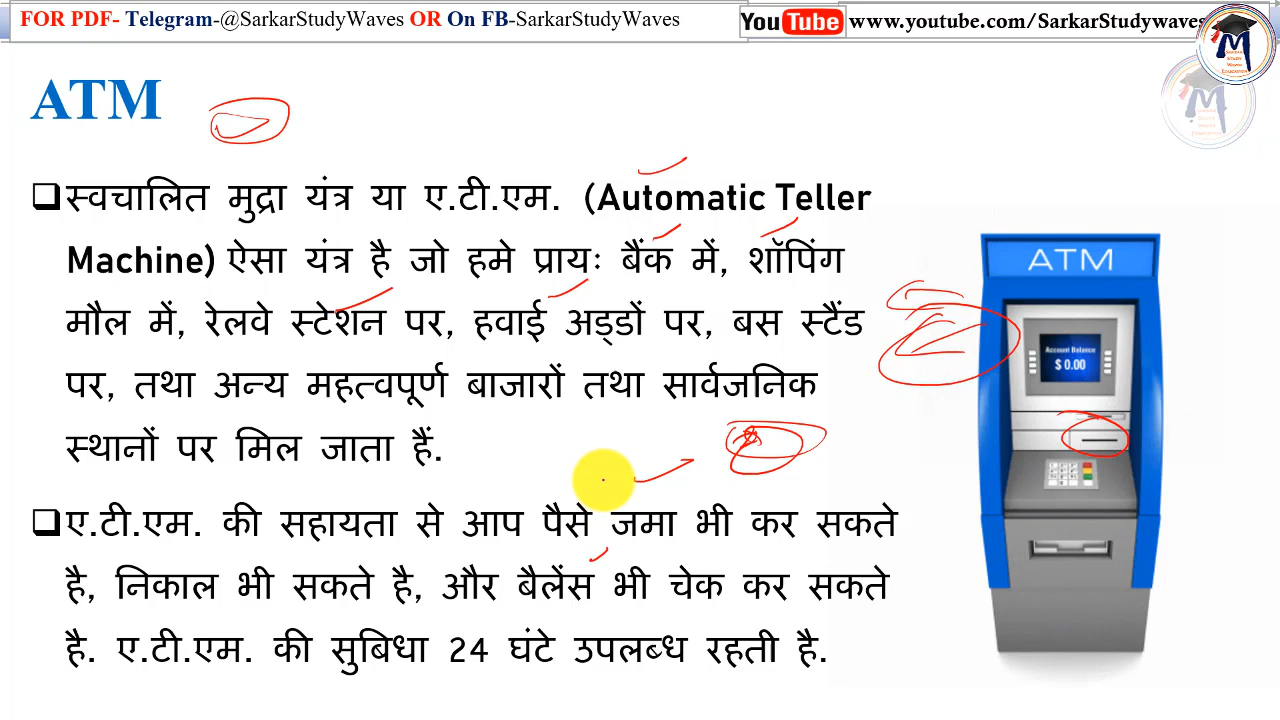 FOR PDF- Telegram-@SarkarStudyWaves OR On FB-SarkarStudyWaves
YouTube www.youtube.com/SarkarStudywaves
ATM
स्वचालित मुद्रा यंत्र या ए.टी.एम. (Automatic Teller
Machine) ऐसा यंत्र है जो हमे प्रायः बैंक में, शॉपिंग
मौल में, रेलवे स्टेशन पर, हवाई अड्डों पर, बस स्टैंड
पर, तथा अन्य महत्वपूर्ण बाजारों तथा सार्वजनिक
स्थानों पर मिल जाता हैं.
ए.टी.एम. की सहायता से आप पैसे जमा भी कर सकते
है, निकाल भी सकते है, और बैलेंस भी चेक कर सकते
है. ए.टी.एम. की सुबिधा 24 घंटे उपलब्ध रहती है.
ATM
Account Balance
$ 0.00